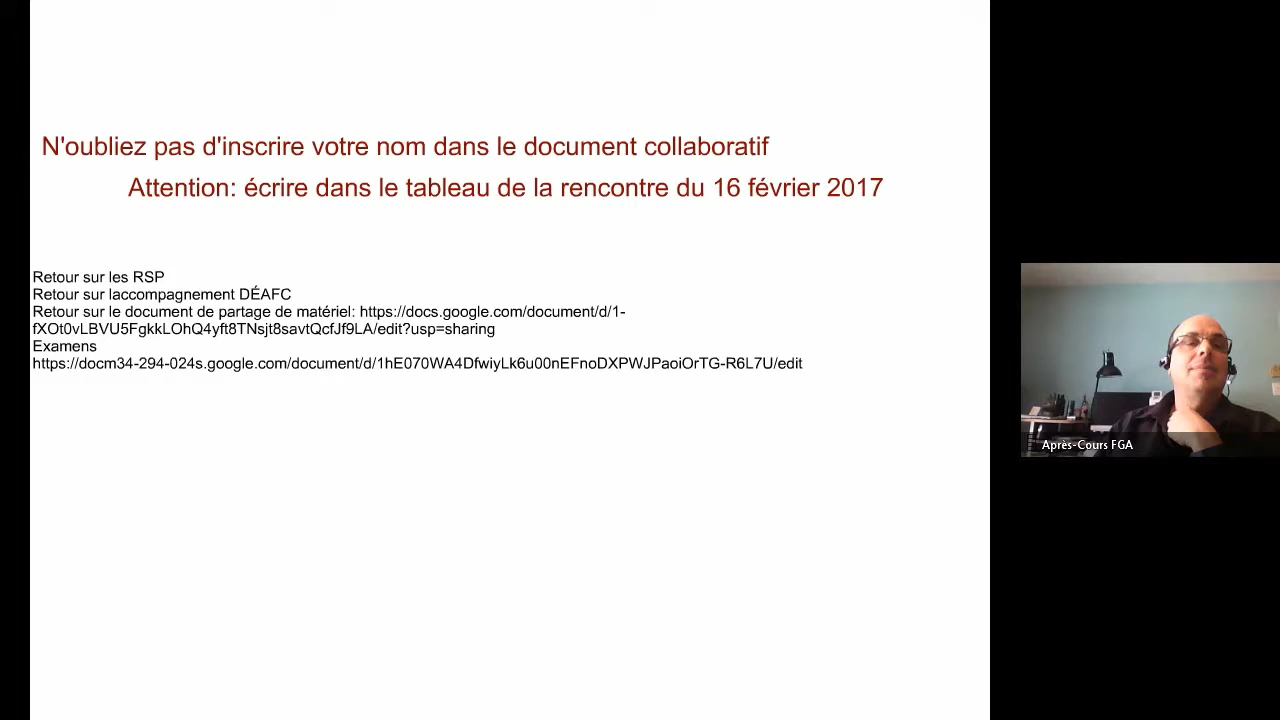 N'oubliez pas d'inscrire votre nom dans le document collaboratif
Attention: écrire dans le tableau de la rencontre du 16 février 2017
Retour sur les RSP
Retour sur laccompagnement DÉAFC
Retour sur le document de partage de matériel: https://docs.google.com/document/d/1-
fXOt0vLBVU5FgkkLOhQ4yft8TNsjt8savtQcfJf9LA/edit?usp=sharing
Examens
https://docm34-294-024s.google.com/document/d/1hE070WA4DfwiyLk6u00nEFnoDXPWJPaoiOrTG-R6L7U/edit
Après-Cours FGA